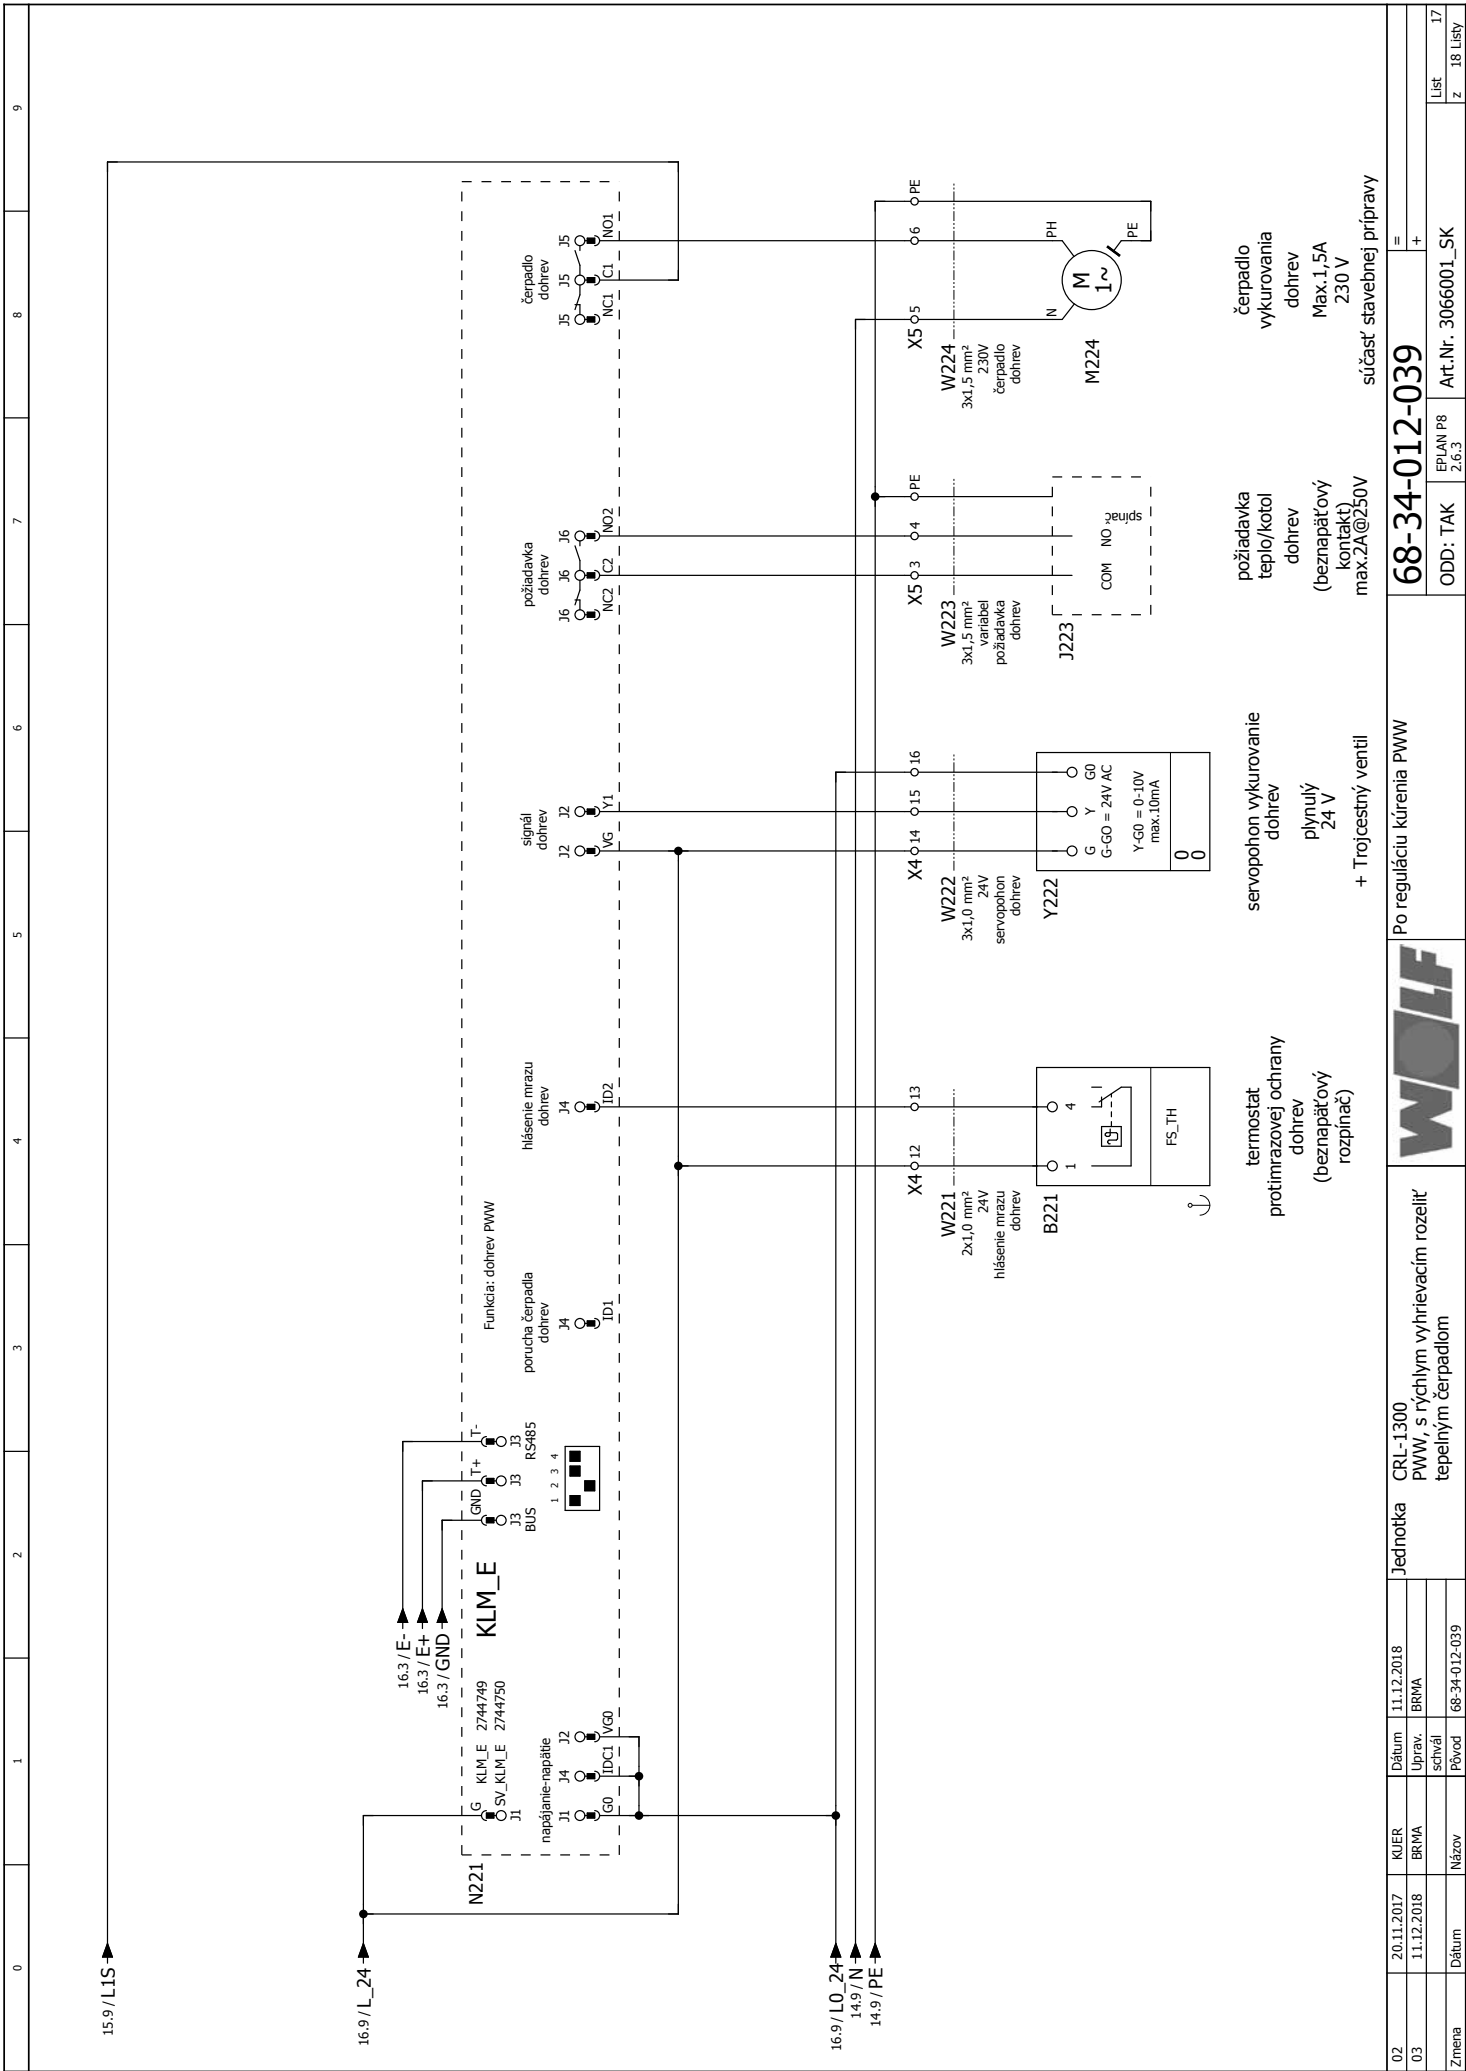 0 1 2 3 4 5 6 7 8 9
15.9 / L1S
16.9 / L_24
16.3 / E-
16.3 / E+
16.3 / GND
16.9 / L0_24
14.9 / N
14.9 / PE
N221
G KLM_E 2744749
SV_KLM_E 2744750
J1
KLM_E
napájanie-napätie
J1 J4 J2
G0 IDC1 VG0
GND T+ T-
J3 J3 J3
BUS RS485
1 2 3 4
Funkcia: dohrev PWW
porucha čerpadla
dohrev
J4
ID1
hlásenie mrazu
dohrev
J4
ID2
signál
dohrev
J2 J2
VG Y1
požiadavka
dohrev
J6 J6 J6
NC2 C2 NO2
čerpadlo
dohrev
J5 J5 J5
NC1 C1 NO1
X4 12 13
W221
2x1,0 mm²
24V
hlásenie mrazu
dohrev
B221
1 4
FS_TH
termostat
protimrazovej ochrany
dohrev
(beznapäťový
rozpínač)
X4 14 15 16
W222
3x1,0 mm²
24V
servopohon
dohrev
Y222
G Y G0
G-GO = 24V AC
Y-G0 = 0-10V
max.10mA
0
0
servopohon vykurovanie
dohrev
plynulý
24 V
+ Trojcestný ventil
X5 3 4 PE
W223
3x1,5 mm²
variabel
požiadavka
dohrev
J223
COM NO
spínač
požiadavka
teplo/kotol
dohrev
(beznapäťový
kontakt)
max.2A@250V
X5 5 6 PE
W224
3x1,5 mm²
230V
čerpadlo
dohrev
M224
N PH
M
1~
PE
čerpadlo
vykurovania
dohrev
Max.1,5A
230 V
súčasť stavebnej prípravy
02 20.11.2017 KUER Dátum 11.12.2018
03 11.12.2018 BRMA Uprav. BRMA
schvál
Zmena Dátum Názov Pôvod 68-34-012-039
Jednotka CRL-1300
PWW, s rýchlym vyhrievacím rozeliť
tepelným čerpadlom
WOLF
Po reguláciu kúrenia PWW
68-34-012-039
=
+
ODD: TAK
EPLAN P8
2.6.3
Art.Nr. 3066001_SK
List 17
z 18 Listy